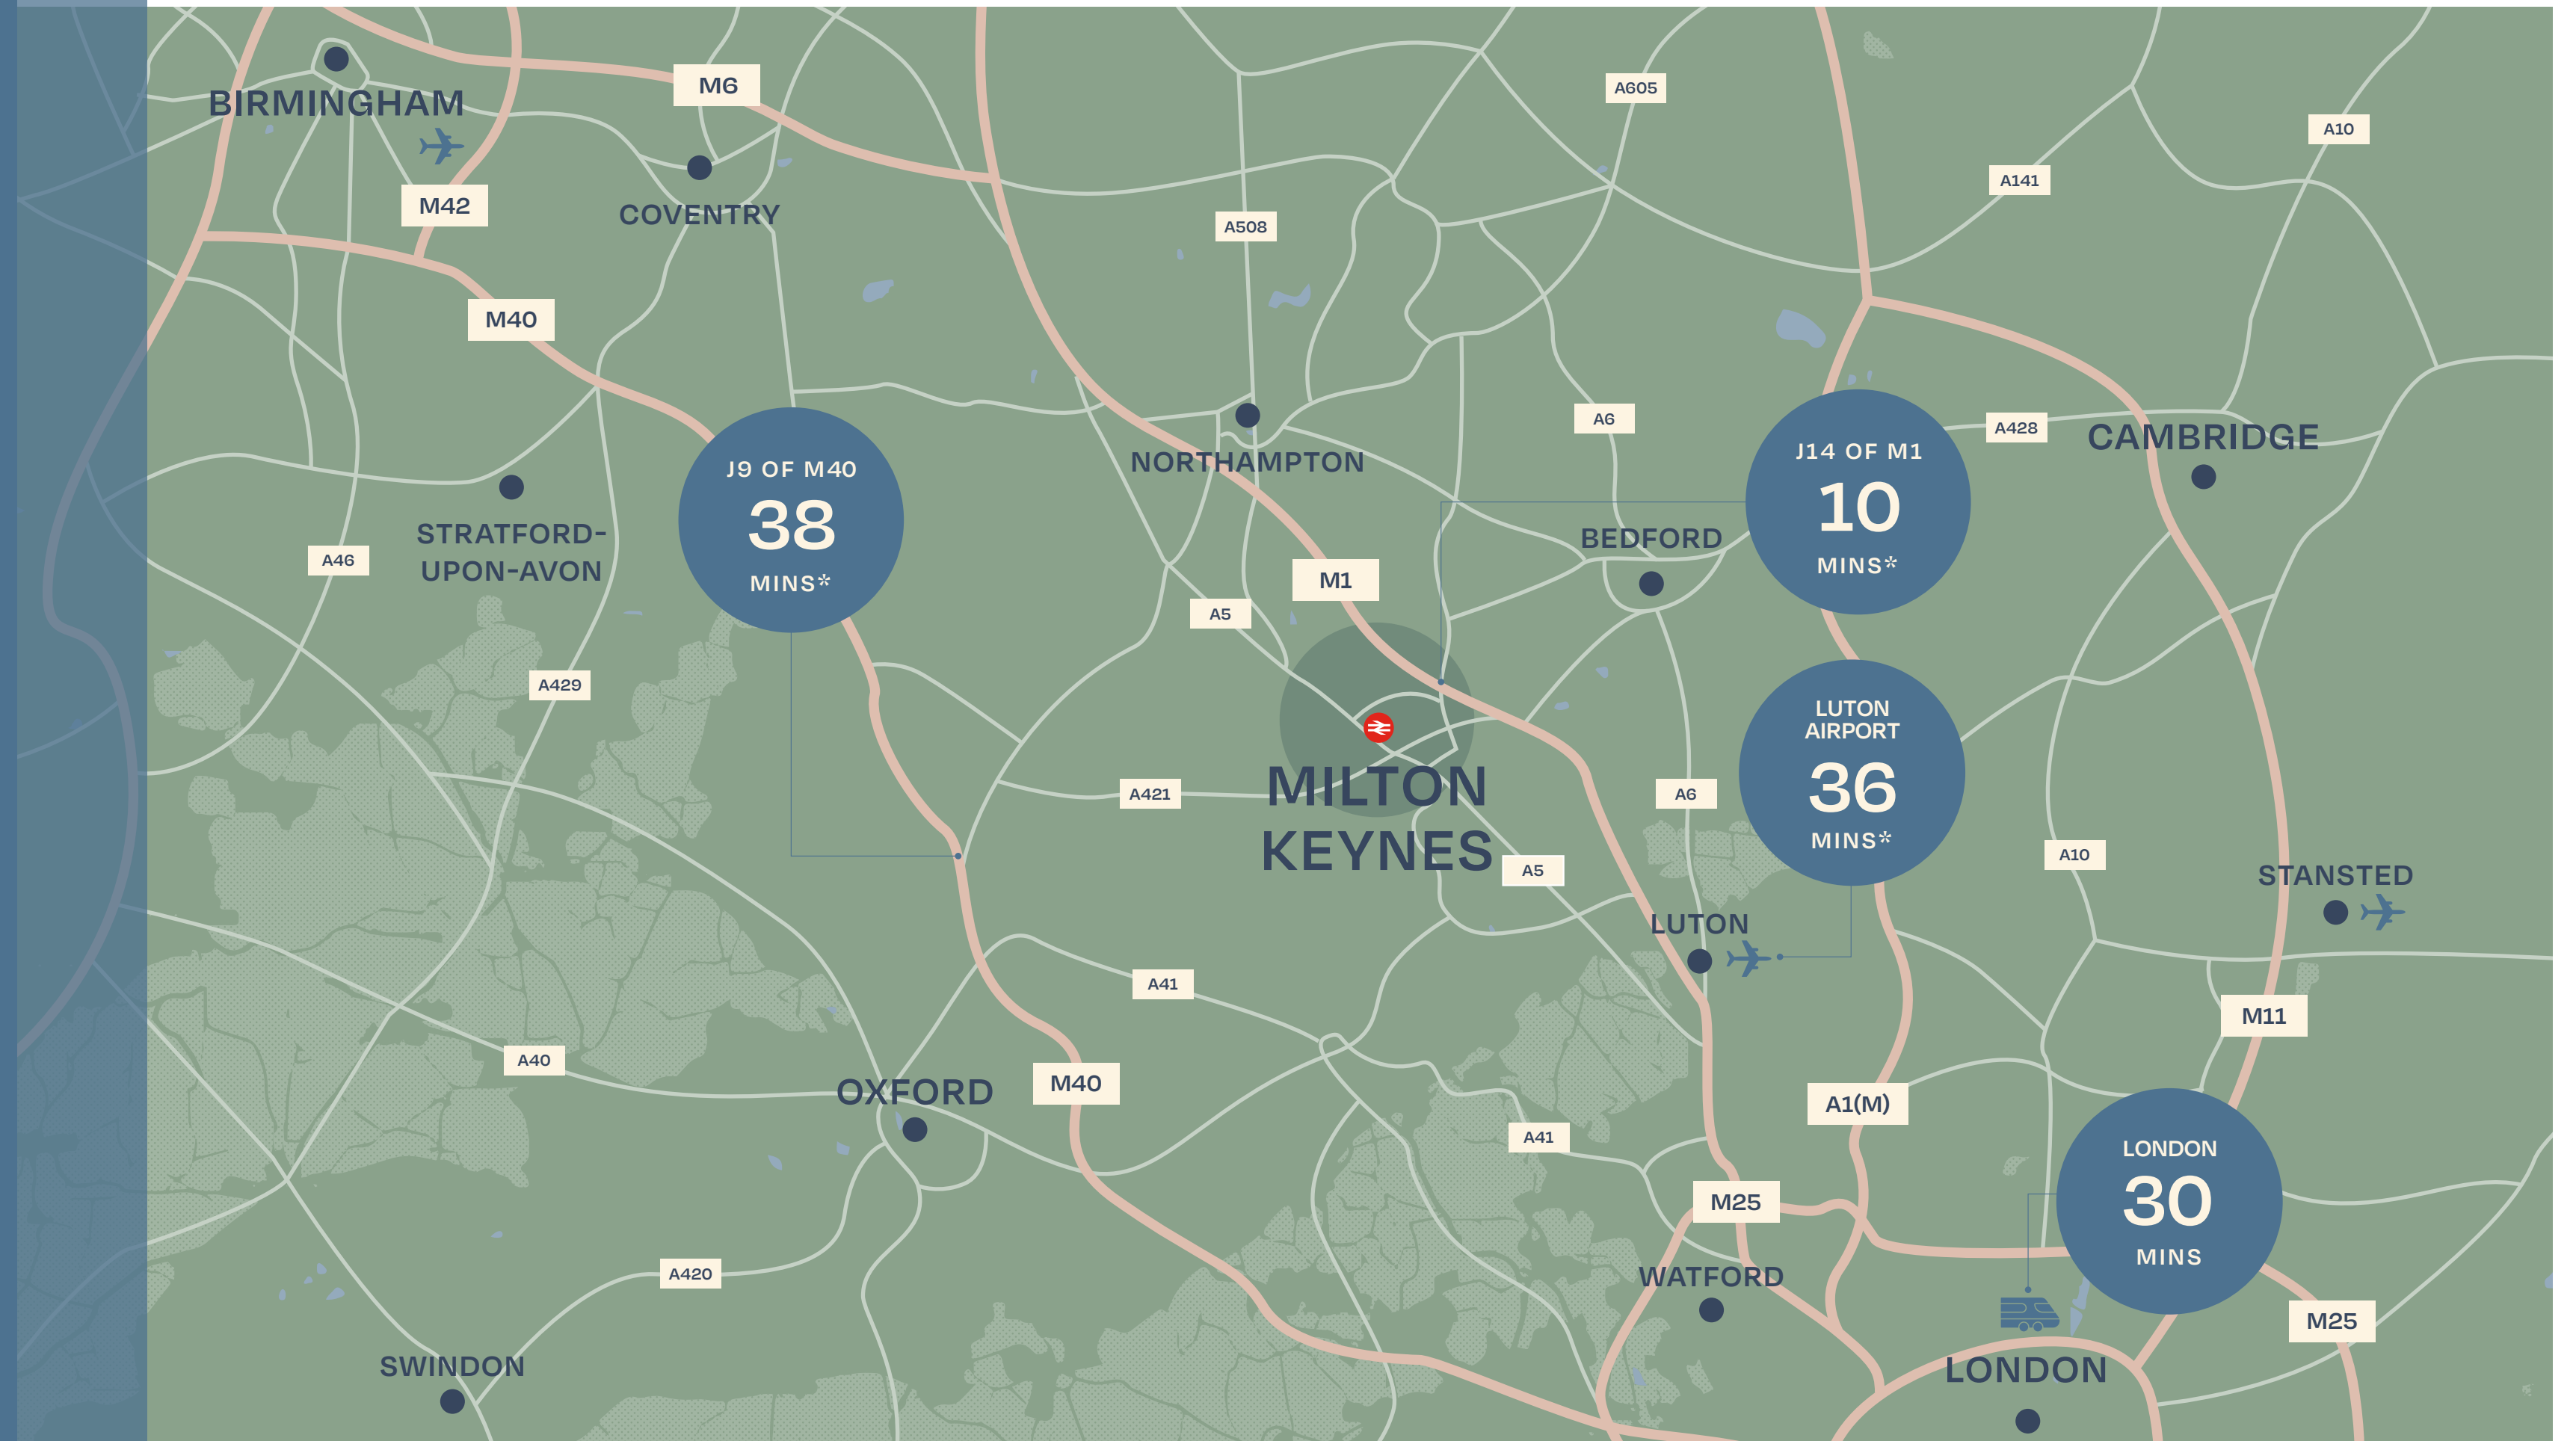 M6
A605
BIRMINGHAM
A10
A141
M42
COVENTRY
A508
M40
A6
A428
CAMBRIDGE
J9 OF M40
38
MINS*
NORTHAMPTON
J14 OF M1
10
MINS*
STRATFORD-
UPON-AVON
BEDFORD
A46
M1
A5
A429
LUTON
AIRPORT
36
MINS*
MILTON
KEYNES
A421
A6
A5
A10
STANSTED
LUTON
A41
M11
A40
OXFORD
M40
A1(M)
A41
LONDON
30
MINS
M25
A420
WATFORD
M25
SWINDON
LONDON